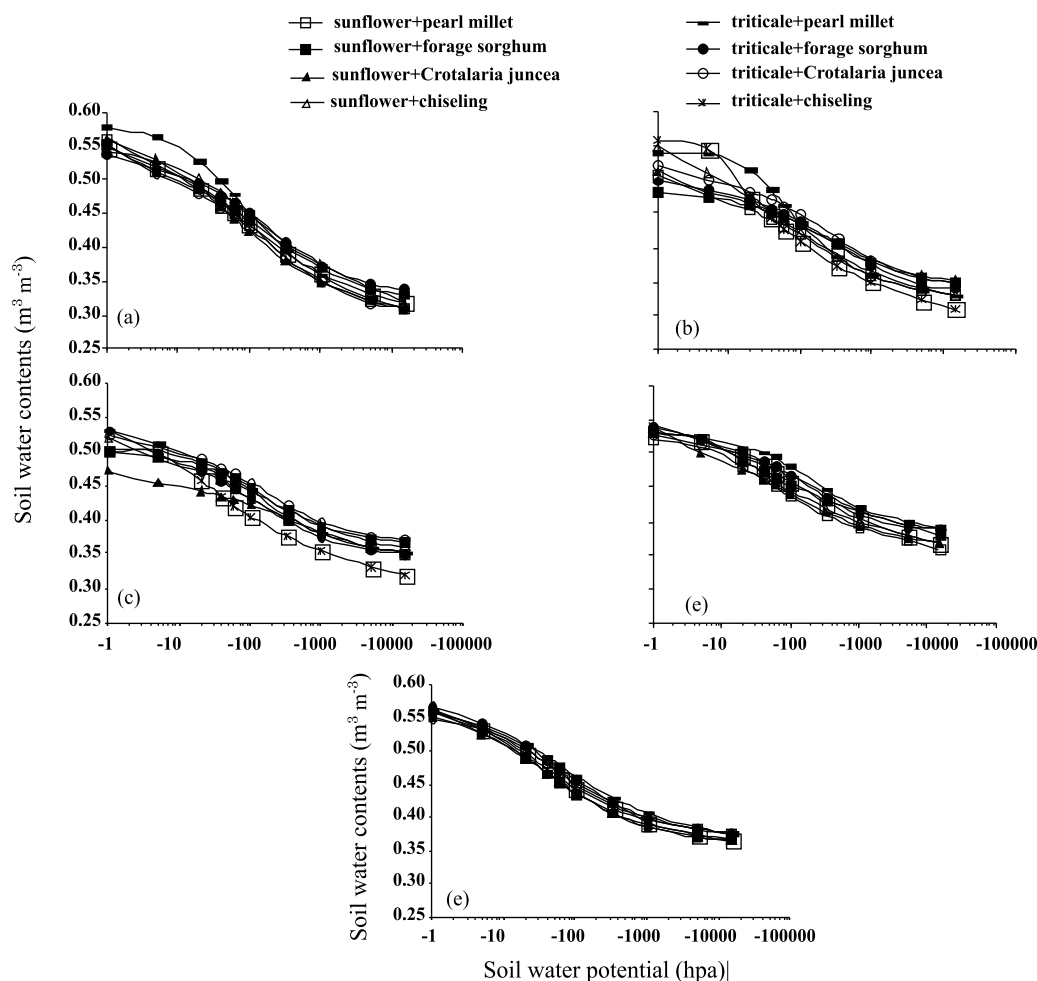 sunflower+pearl millet
sunflower+forage sorghum
sunflower+Crotalaria juncea
sunflower+chiseling
triticale+pearl millet
triticale+forage sorghum
triticale+Crotalaria juncea
triticale+chiseling
Soil water contents (m³ m⁻³)
0.60
0.55
0.50
0.45
0.40
0.35
0.30
0.25
(a)
(b)
0.60
0.55
0.50
0.45
0.40
0.35
0.30
0.25
(c)
-1 -10 -100 -1000 -10000 -100000
(e)
-1 -10 -100 -1000 -10000 -100000
Soil water contents (m³ m⁻³)
0.60
0.55
0.50
0.45
0.40
0.35
0.30
0.25
(e)
-1 -10 -100 -1000 -10000 -100000
Soil water potential (hpa)|